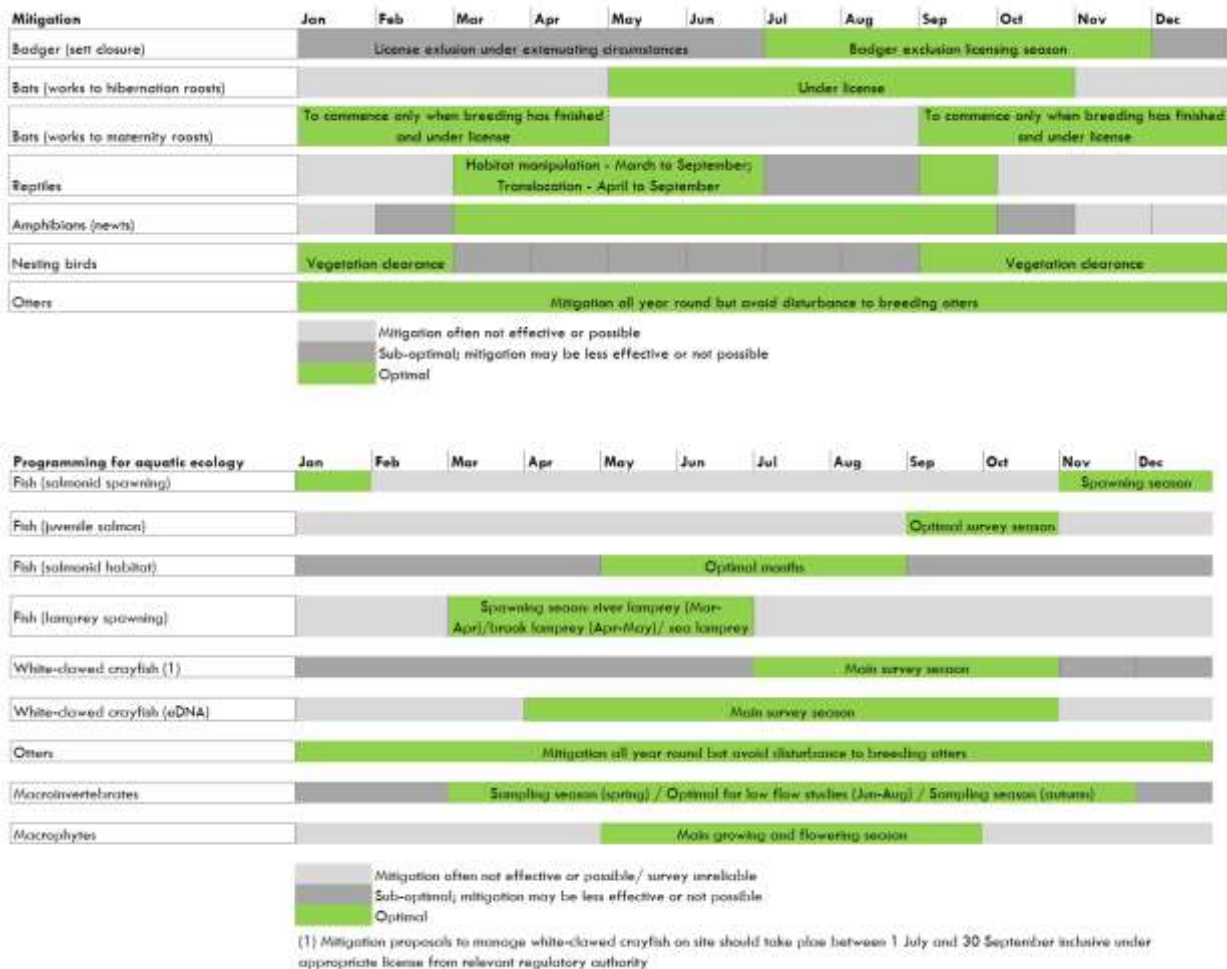 Mitigation Jan Feb Mar Apr May Jun Jul Aug Sep Oct Nov Dec
Badger (sett closure) License exlusion under extenuating circumstances Badger exclusion licensing season
Bats (works to hibernation roosts) Under license
Bats (works to maternity roosts) To commence only when breeding has finished and under license To commence only when breeding has finished and under license
Reptiles Habitat manipulation - March to September; Translocation - April to September
Amphibians (newts)
Nesting birds Vegetation clearance Vegetation clearance
Otters Mitigation all year round but avoid disturbance to breeding otters
Mitigation often not effective or possible
Sub-optimal; mitigation may be less effective or not possible
Optimal
Programming for aquatic ecology Jan Feb Mar Apr May Jun Jul Aug Sep Oct Nov Dec
Fish (salmonid spawning) Spawning season
Fish (juvenile salmon) Optimal survey season
Fish (salmonid habitat) Optimal months
Fish (lamprey spawning) Spawning season river lamprey (Mar-Apr)/brook lamprey (Apr-May)/ sea lamprey
White-clawed crayfish (1) Main survey season
White-clawed crayfish (eDNA) Main survey season
Otters Mitigation all year round but avoid disturbance to breeding otters
Macroinvertebrates Sampling season (spring) / Optimal for low flow studies (Jun-Aug) / Sampling season (autumn)
Macrophytes Main growing and flowering season
Mitigation often not effective or possible/ survey unreliable
Sub-optimal; mitigation may be less effective or not possible
Optimal
(1) Mitigation proposals to manage white-clawed crayfish on site should take plae between 1 July and 30 September inclusive under
appropriate license from relevant regulatory authority